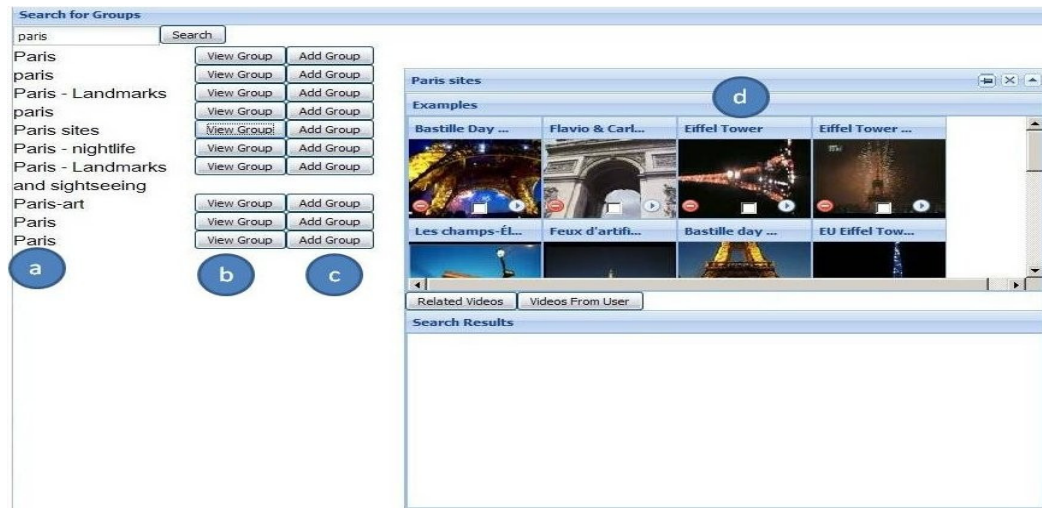 Search for Groups
paris Search
Paris View Group Add Group
paris View Group Add Group
Paris - Landmarks View Group Add Group
paris View Group Add Group
Paris sites View Group Add Group
Paris - nightlife View Group Add Group
Paris - Landmarks View Group Add Group
and sightseeing
Paris-art View Group Add Group
Paris View Group Add Group
Paris View Group Add Group
a b c
Paris sites
d
Examples
Bastille Day ... Flavio & Carl... Eiffel Tower Eiffel Tower ...
Les champs-Él... Feux d'artifi... Bastille day ... EU Eiffel Tow...
Related Videos Videos From User
Search Results